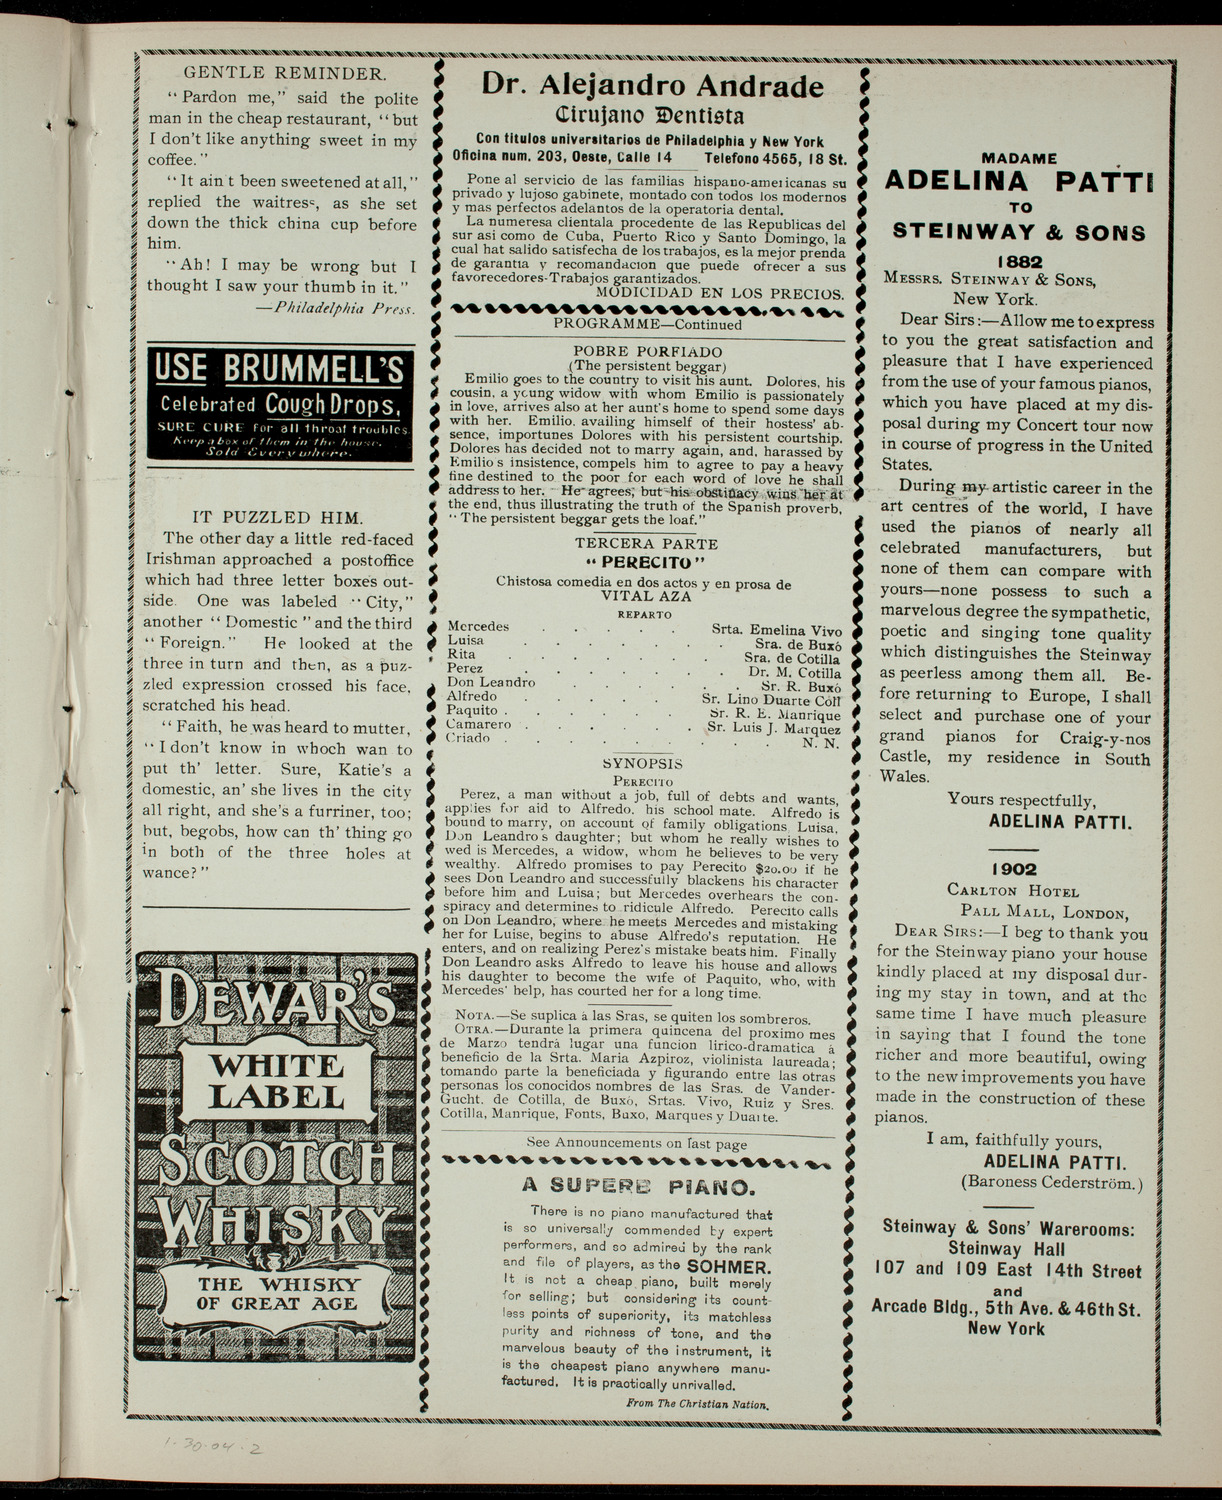 GENTLE REMINDER.
“Pardon me,” said the polite
man in the cheap restaurant, “but
I don't like anything sweet in my
coffee.”
“It ain t been sweetened at all,”
replied the waitress, as she set
down the thick china cup before
him.
“Ah! I may be wrong but I
thought I saw your thumb in it.”
—Philadelphia Press.
USE BRUMMELL'S
Celebrated Cough Drops,
SURE CURE for all throat troubles
Keep a box of them in the house.
Sold Everywhere.
IT PUZZLED HIM.
The other day a little red-faced
Irishman approached a postoffice
which had three letter boxes out-
side. One was labeled “City,”
another “Domestic” and the third
“Foreign.” He looked at the
three in turn and then, as a puz-
zled expression crossed his face,
scratched his head.
“Faith, he was heard to mutter,
“I don't know in whoch wan to
put th' letter. Sure, Katie's a
domestic, an' she lives in the city
all right, and she's a furriner, too;
but, begobs, how can th' thing go
in both of the three holes at
wance?”
DEWAR'S
WHITE
LABEL
SCOTCH
WHISKY
THE WHISKY
OF GREAT AGE
Dr. Alejandro Andrade
Cirujano Dentista
Con titulos universitarios de Philadelphia y New York
Oficina num. 203, Oeste, Calle 14 Telefono 4565, 18 St.
Pone al servicio de las familias hispano-americanas su
privado y lujoso gabinete, montado con todos los modernos
y mas perfectos adelantos de la operatoria dental.
La numeresa clientala procedente de las Republicas del
sur asi como de Cuba, Puerto Rico y Santo Domingo, la
cual hat salido satisfecha de los trabajos, es la mejor prenda
de garantia y recomandacion que puede ofrecer a sus
favorecedores-Trabajos garantizados.
MODICIDAD EN LOS PRECIOS.
PROGRAMME—Continued
POBRE PORFIADO
(The persistent beggar)
Emilio goes to the country to visit his aunt. Dolores, his
cousin, a young widow with whom Emilio is passionately
in love, arrives also at her aunt's home to spend some days
with her. Emilio, availing himself of their hostess' ab-
sence, importunes Dolores with his persistent courtship.
Dolores has decided not to marry again, and, harassed by
Emilio s insistence, compels him to agree to pay a heavy
fine destined to the poor for each word of love he shall
address to her. He agrees; but his obstinacy wins her at
the end, thus illustrating the truth of the Spanish proverb,
“The persistent beggar gets the loaf.”
TERCERA PARTE
“PERECITO”
Chistosa comedia en dos actos y en prosa de
VITAL AZA
REPARTO
Mercedes . . . . . Srta. Emelina Vivo
Luisa . . . . . . . Sra. de Buxó
Rita . . . . . . Sra. de Cotilla
Perez . . . . . . Dr. M. Cotilla
Don Leandro . . . . . . Sr. R. Buxó
Alfredo . . . . . Sr. Lino Duarte Cóll
Paquito . . . . . . Sr. R. E. Manrique
Camarero . . . . . . Sr. Luis J. Marquez
Criado . . . . . . . . . . N. N.
SYNOPSIS
PERECITO
Perez, a man without a job, full of debts and wants,
applies for aid to Alfredo, his school mate. Alfredo is
bound to marry, on account of family obligations Luisa,
Don Leandro s daughter; but whom he really wishes to
wed is Mercedes, a widow, whom he believes to be very
wealthy. Alfredo promises to pay Perecito $20.00 if he
sees Don Leandro and successfully blackens his character
before him and Luisa; but Mercedes overhears the con-
spiracy and determines to ridicule Alfredo. Perecito calls
on Don Leandro, where he meets Mercedes and mistaking
her for Luise, begins to abuse Alfredo's reputation. He
enters, and on realizing Perez's mistake beats him. Finally
Don Leandro asks Alfredo to leave his house and allows
his daughter to become the wife of Paquito, who, with
Mercedes' help, has courted her for a long time.
NOTA.—Se suplica á las Sras, se quiten los sombreros.
OTRA.—Durante la primera quincena del proximo mes
de Marzo tendrá lugar una funcion lirico-dramatica á
beneficio de la Srta. Maria Azpiroz, violinista laureada;
tomando parte la beneficiada y figurando entre las otras
personas los conocidos nombres de las Sras. de Vander-
Gucht. de Cotilla, de Buxó, Srtas. Vivo, Ruiz y Sres.
Cotilla, Manrique, Fonts, Buxo, Marques y Duarte.
See Announcements on last page
A SUPERB PIANO.
There is no piano manufactured that
is so universally commended by expert
performers, and so admired by the rank
and file of players, as the SOHMER.
It is not a cheap piano, built merely
for selling; but considering its count-
less points of superiority, its matchless
purity and richness of tone, and the
marvelous beauty of the instrument, it
is the cheapest piano anywhere manu-
factured. It is practically unrivalled.
From The Christian Nation.
MADAME
ADELINA PATTI
TO
STEINWAY & SONS
1882
MESSRS. STEINWAY & SONS,
New York.
Dear Sirs:—Allow me to express
to you the great satisfaction and
pleasure that I have experienced
from the use of your famous pianos,
which you have placed at my dis-
posal during my Concert tour now
in course of progress in the United
States.
During my artistic career in the
art centres of the world, I have
used the pianos of nearly all
celebrated manufacturers, but
none of them can compare with
yours—none possess to such a
marvelous degree the sympathetic,
poetic and singing tone quality
which distinguishes the Steinway
as peerless among them all. Be-
fore returning to Europe, I shall
select and purchase one of your
grand pianos for Craig-y-nos
Castle, my residence in South
Wales.
Yours respectfully,
ADELINA PATTI.
1902
CARLTON HOTEL
PALL MALL, LONDON,
DEAR SIRS:—I beg to thank you
for the Steinway piano your house
kindly placed at my disposal dur-
ing my stay in town, and at the
same time I have much pleasure
in saying that I found the tone
richer and more beautiful, owing
to the new improvements you have
made in the construction of these
pianos.
I am, faithfully yours,
ADELINA PATTI.
(Baroness Cederström.)
Steinway & Sons' Warerooms:
Steinway Hall
107 and 109 East 14th Street
and
Arcade Bldg., 5th Ave. & 46th St.
New York
1-30-04-2